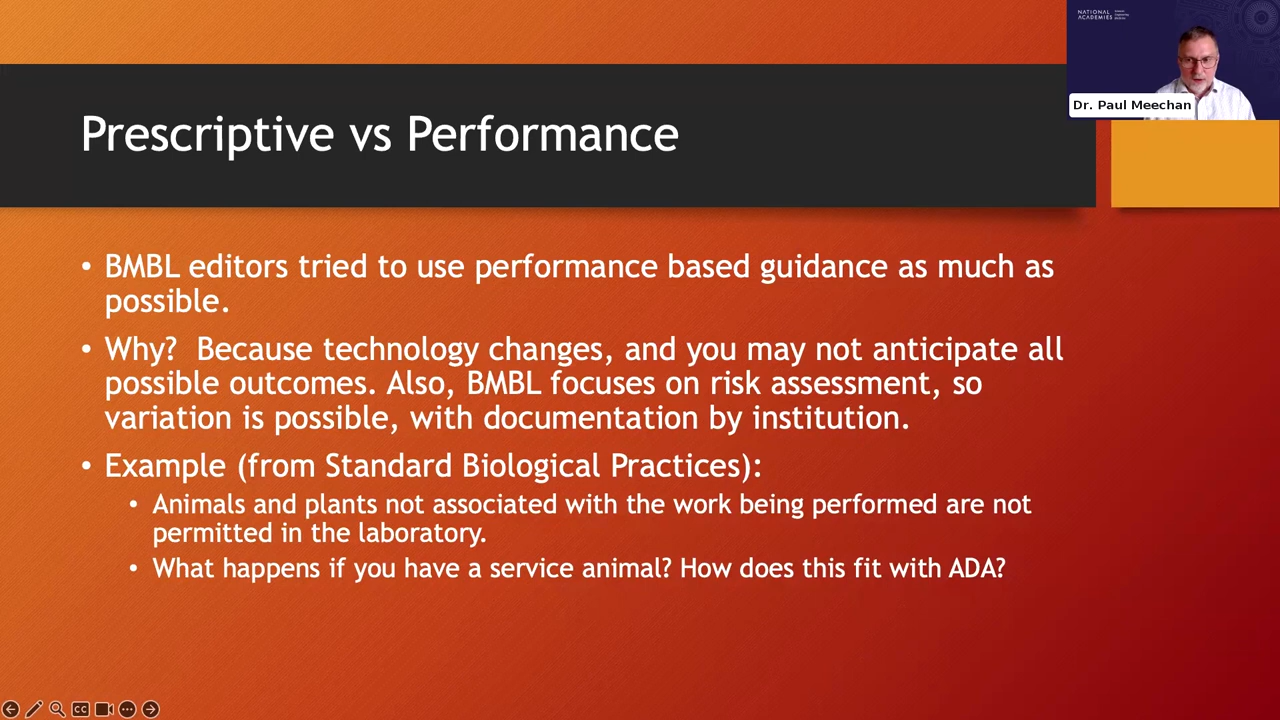 NATIONAL
ACADEMIES
Dr. Paul Meechan
Prescriptive vs Performance
• BMBL editors tried to use performance based guidance as much as
possible.
• Why?  Because technology changes, and you may not anticipate all
possible outcomes. Also, BMBL focuses on risk assessment, so
variation is possible, with documentation by institution.
• Example (from Standard Biological Practices):
• Animals and plants not associated with the work being performed are not
permitted in the laboratory.
• What happens if you have a service animal? How does this fit with ADA?
CC